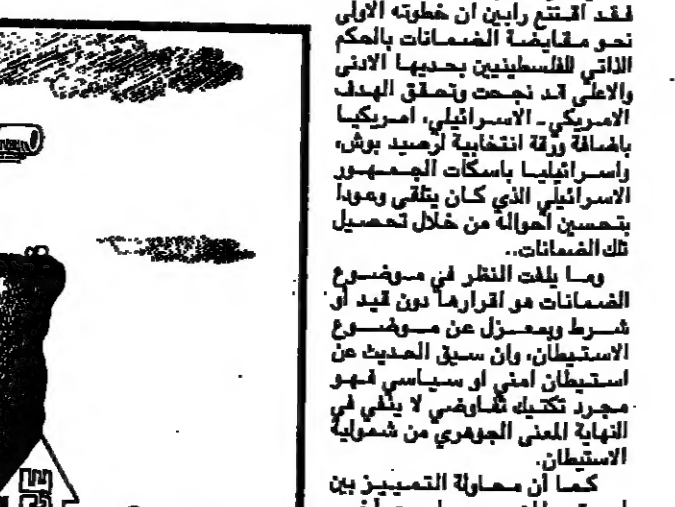 فقد اقتنع رابين ان خطوته الاولى
نحو مقايضة الضمانات بالحكم
الذاتي للفلسطينيين بحديها الادنى
والاعلى قد نجحت وتحقق الهدف
الامريكي - الاسرائيلي، امريكيا
باضافة ورقة انتخابية لرصيد بوش،
واسرائيليا باسكات الجمهور
الاسرائيلي الذي كان يتلقى وعودا
بتحسين احواله من خلال تحصيل
تلك الضمانات..
وما يلفت النظر في موضوع
الضمانات هو اقرارها دون قيد أو
شرط وبمعزل عن موضوع
الاستيطان، وان سبق الحديث عن
استيطان امني او سياسي فهو
مجرد تكتيك تفاوضي لا ينفي في
النهاية المعنى الجوهري من شمولية
الاستيطان.
كما أن محاولة التمييز بين